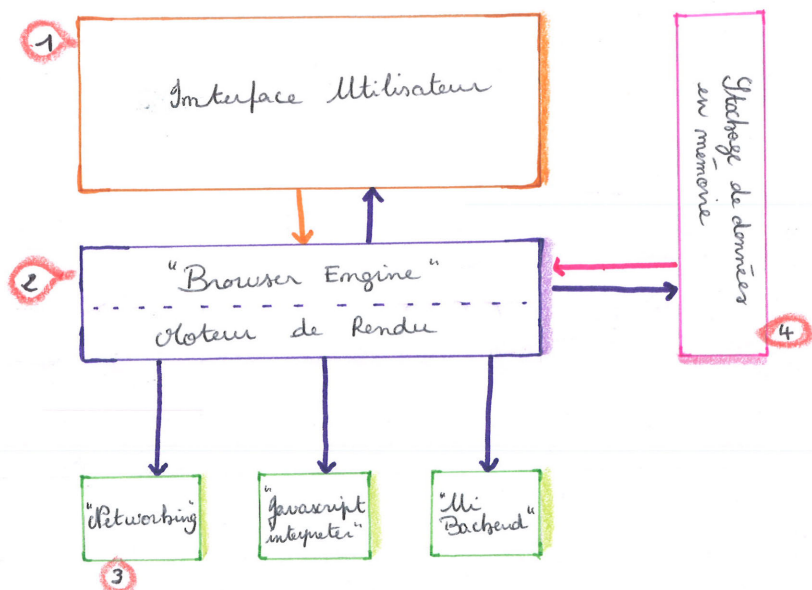 1
Interface Utilisateur
2
"Browser Engine"
Moteur de Rendu
Stockage de données
en mémoire
4
"Networking"
3
"Javascript
interpreter"
"Ui
Backend"